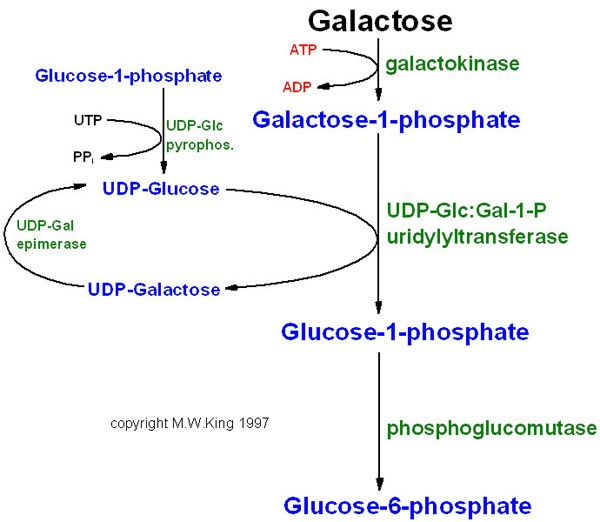 Galactose
ATP
galactokinase
ADP
Glucose-1-phosphate
Galactose-1-phosphate
UTP
UDP-Glc
pyrophos.
PPi
UDP-Glucose
UDP-Glc:Gal-1-P
uridylyltransferase
UDP-Gal
epimerase
UDP-Galactose
Glucose-1-phosphate
copyright M.W.King 1997
phosphoglucomutase
Glucose-6-phosphate